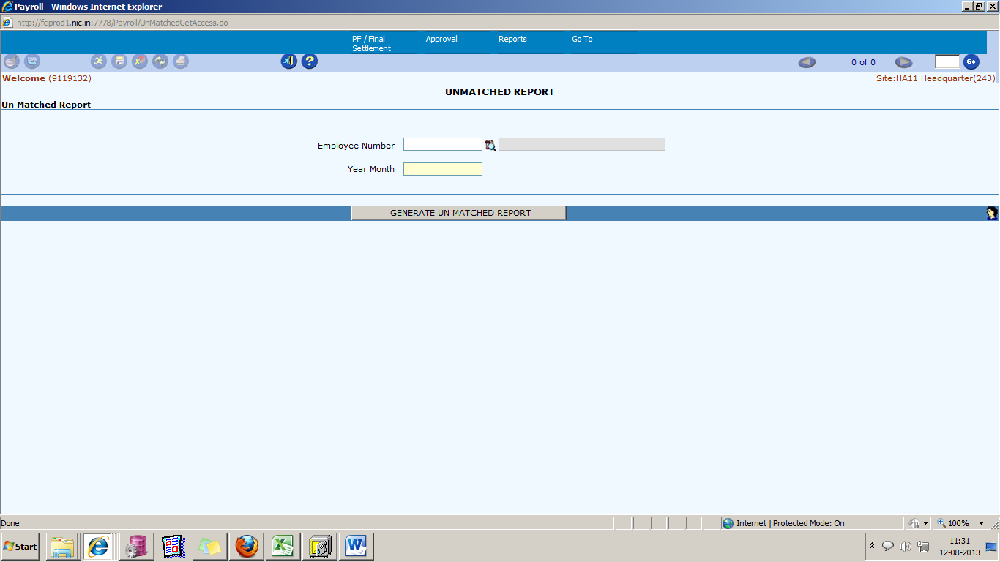 Payroll - Windows Internet Explorer
http://fciprod1.nic.in:7778/Payroll/UnMatchedGetAccess.do
PF / Final Settlement
Approval
Reports
Go To
?
0 of 0
Go
Welcome (9119132)
Site:HA11 Headquarter(243)
UNMATCHED REPORT
Un Matched Report
Employee Number
Year Month
GENERATE UN MATCHED REPORT
Done
Internet | Protected Mode: On
100%
Start
11:31
12-08-2013